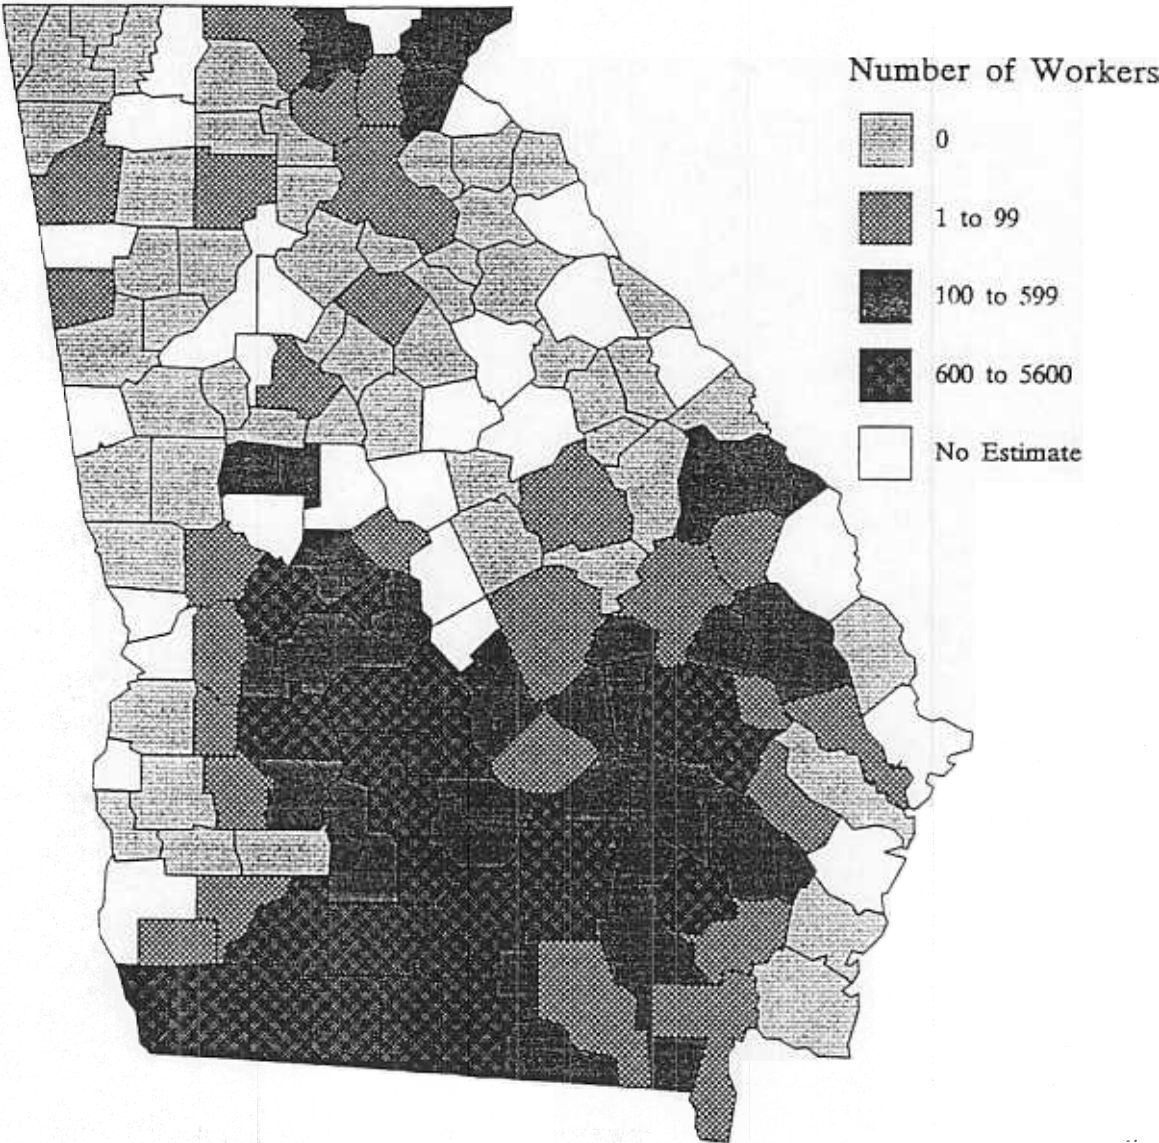 Number of Workers
0
1 to 99
100 to 599
600 to 5600
No Estimate